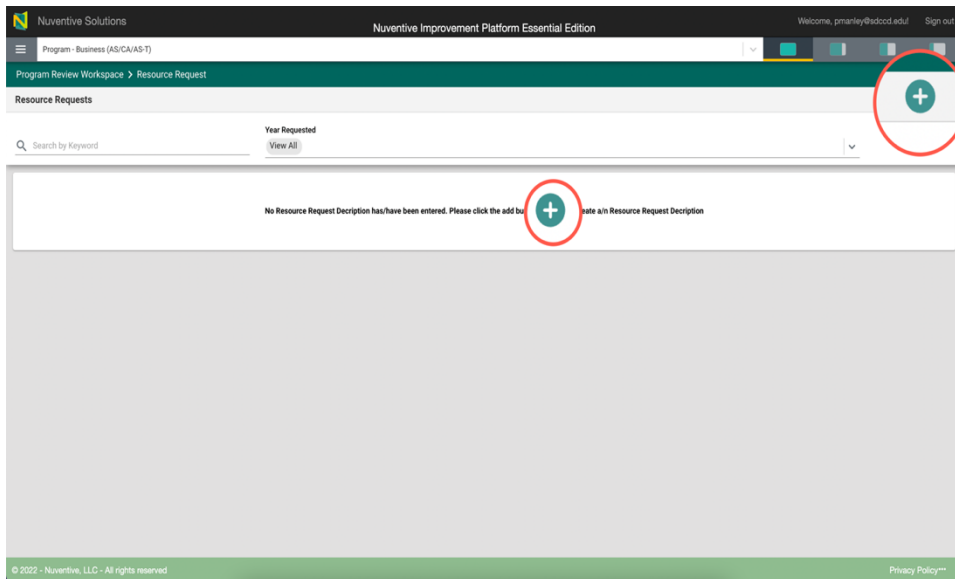 Nuventive Solutions
Nuventive Improvement Platform Essential Edition
Welcome, pmanley@sdccd.edu!
Sign out
Program - Business (AS/CA/AS-T)
Program Review Workspace > Resource Request
Resource Requests
Year Requested
Search by Keyword
View All
No Resource Request Decription has/have been entered. Please click the add bu eate a/n Resource Request Decription
© 2022 - Nuventive, LLC - All rights reserved
Privacy Policy